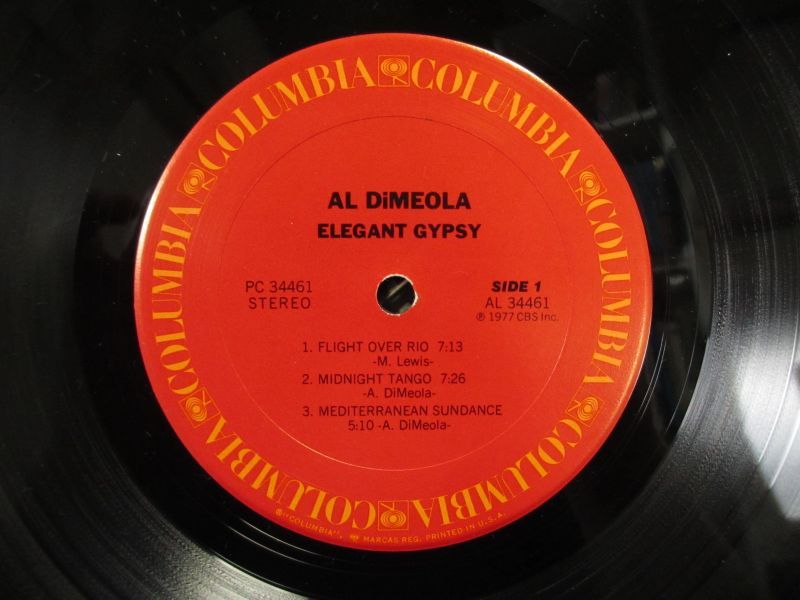 COLUMBIA COLUMBIA COLUMBIA COLUMBIA COLUMBIA COLUMBIA
AL DiMEOLA
ELEGANT GYPSY
PC 34461
STEREO
SIDE 1
AL 34461
℗ 1977 CBS Inc.
1. FLIGHT OVER RIO 7:13
-M. Lewis-
2. MIDNIGHT TANGO 7:26
-A. DiMeola-
3. MEDITERRANEAN SUNDANCE
5:10 -A. DiMeola-
®"COLUMBIA", MARCAS REG. PRINTED IN U.S.A.